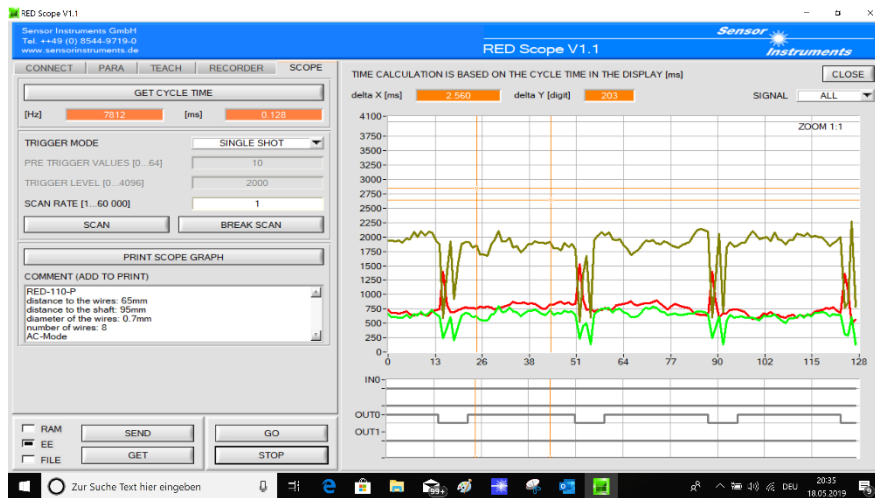 RED Scope V1.1
Sensor Instruments GmbH
Tel. ++49 (0) 8544-9719-0
www.sensorinstruments.de
RED Scope V1.1
Sensor
Instruments
CONNECT PARA TEACH RECORDER SCOPE
GET CYCLE TIME
[Hz] 7812 [ms] 0.128
TRIGGER MODE SINGLE SHOT
PRE TRIGGER VALUES [0...64] 10
TRIGGER LEVEL [0...4096] 2000
SCAN RATE [1...60 000] 1
SCAN BREAK SCAN
PRINT SCOPE GRAPH
COMMENT (ADD TO PRINT)
RED-110-P
distance to the wires: 65mm
distance to the shaft: 95mm
diameter of the wires: 0.7mm
number of wires: 8
AC-Mode
RAM
EE
FILE
SEND GO
GET STOP
TIME CALCULATION IS BASED ON THE CYCLE TIME IN THE DISPLAY [ms]
CLOSE
delta X [ms] 2.560 delta Y [digit] 203 SIGNAL ALL
ZOOM 1:1
4100
3750
3500
3250
3000
2750
2500
2250
2000
1750
1500
1250
1000
750
500
250
0
0 13 26 38 51 64 77 90 102 115 128
IN0
OUT0
OUT1
Zur Suche Text hier eingeben
99+
DEU
20:35
18.05.2019